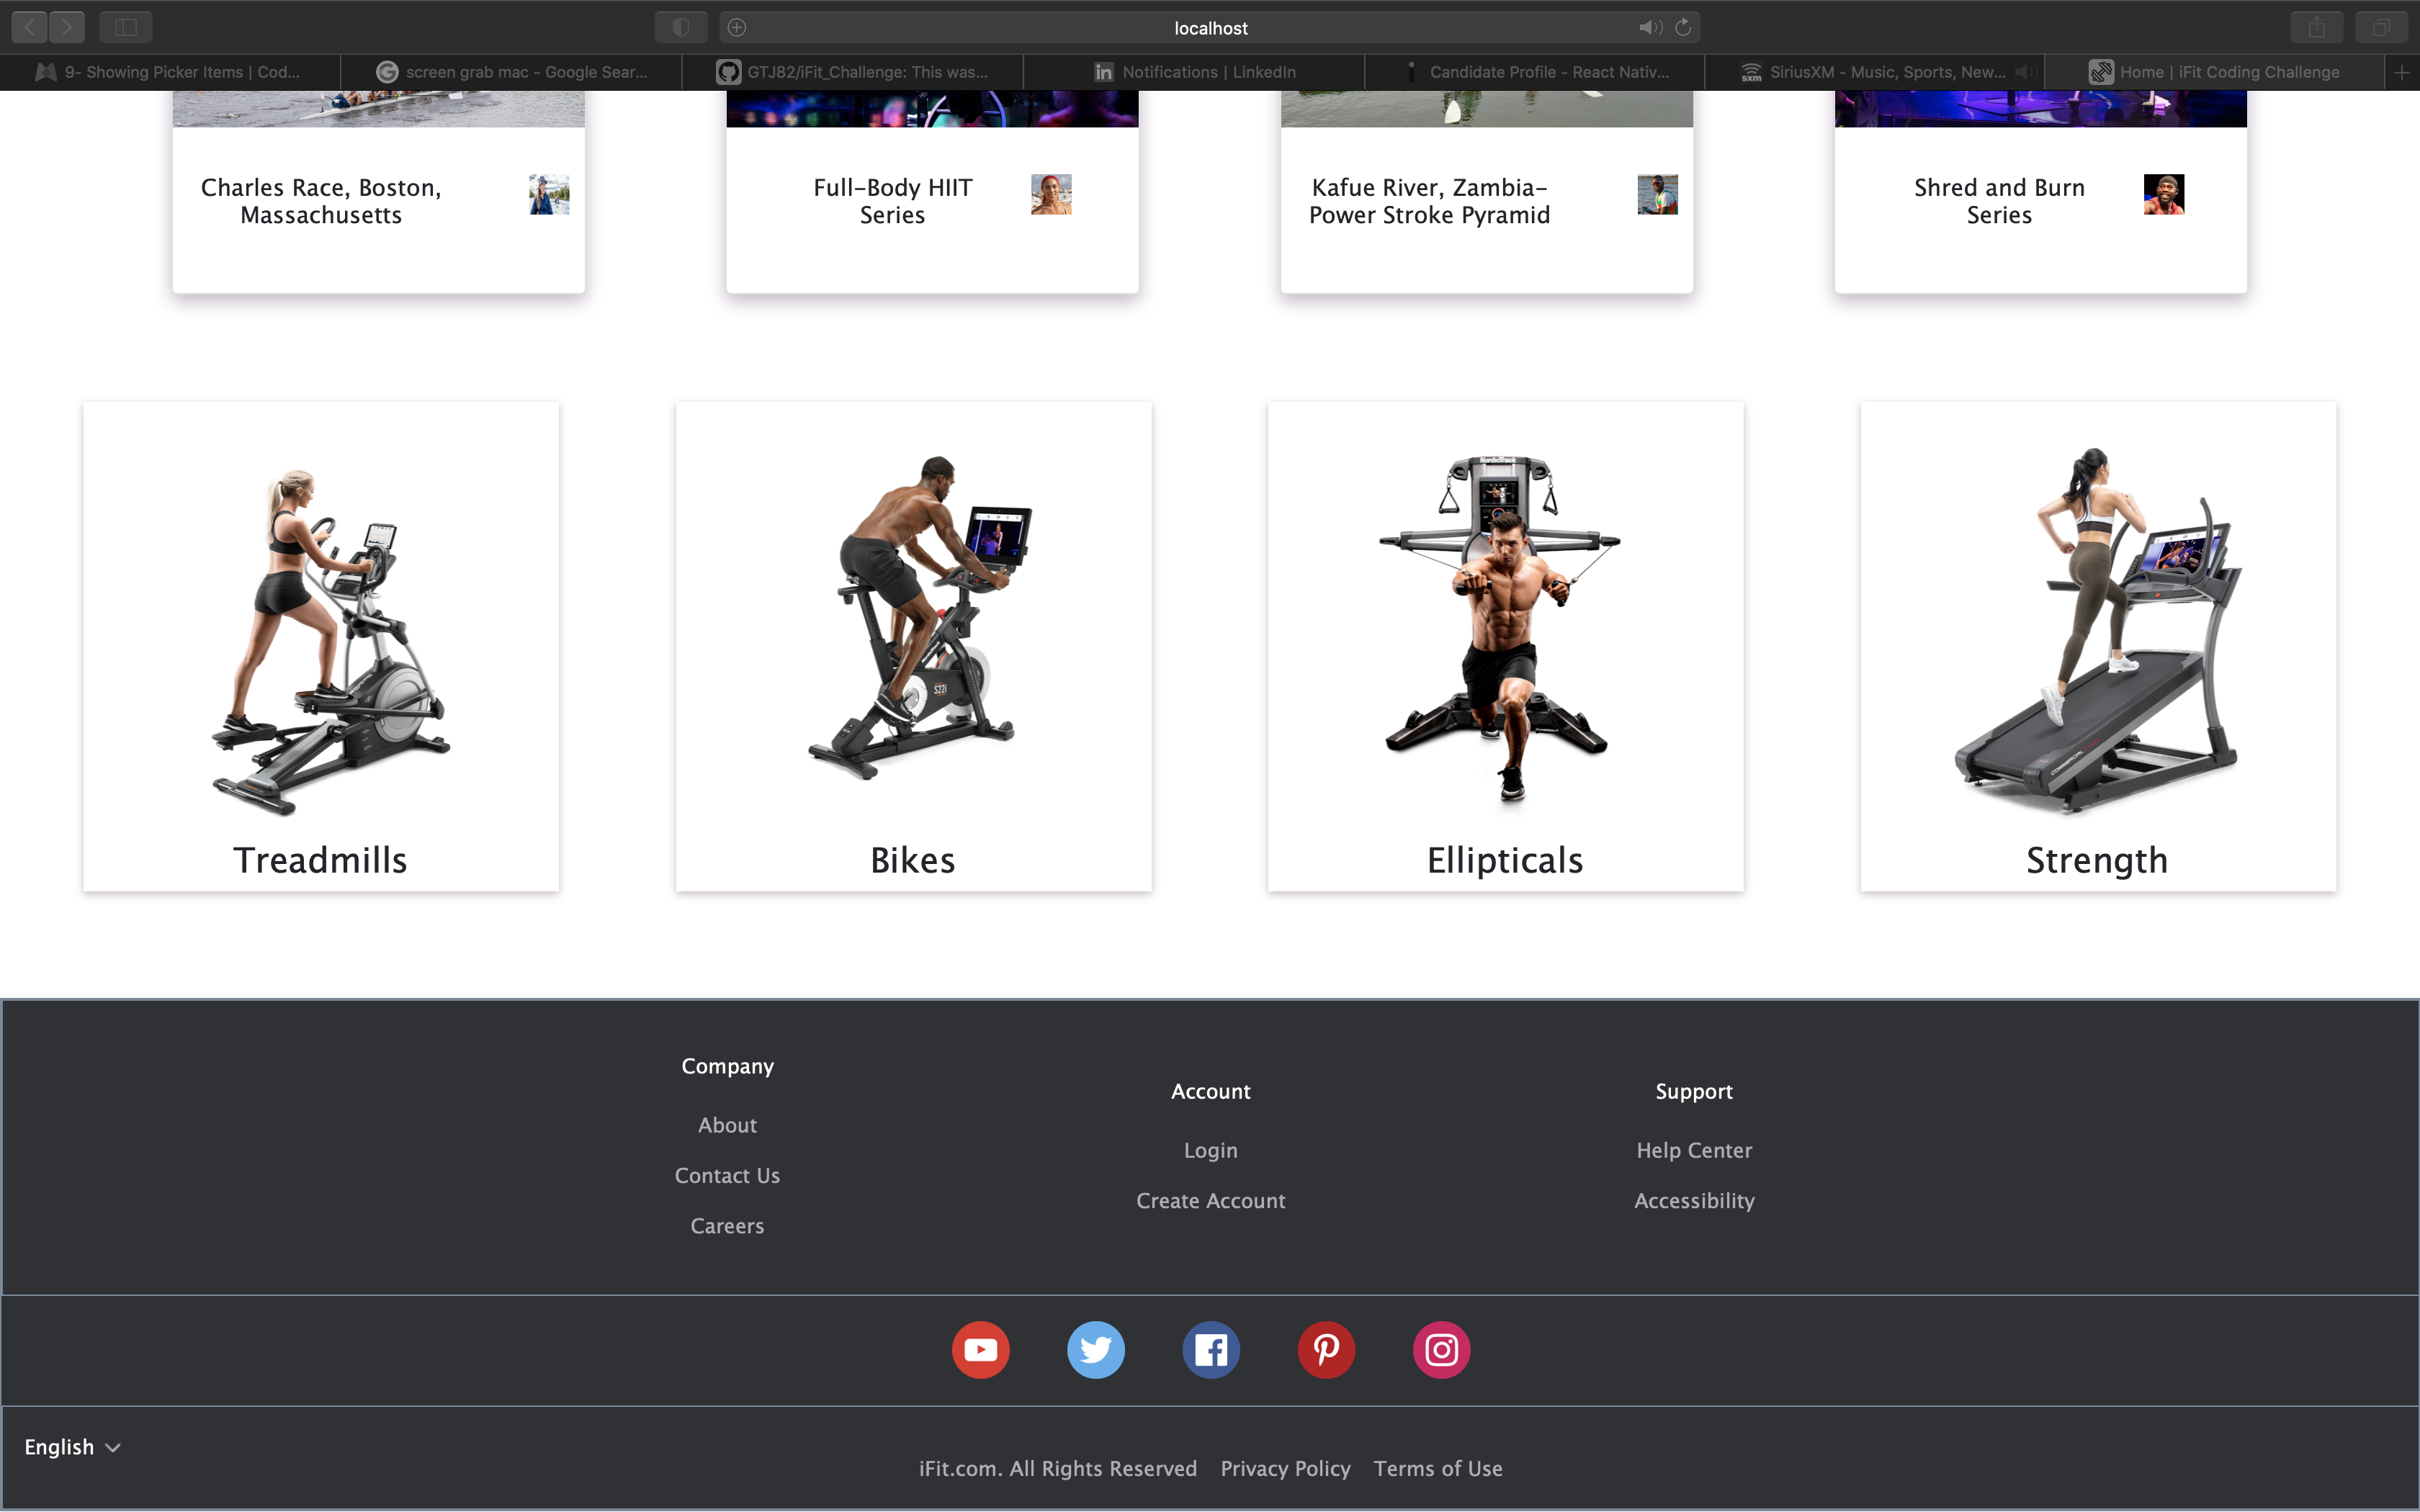 localhost
9- Showing Picker Items | Cod...
screen grab mac - Google Sear...
GTJ82/iFit_Challenge: This was...
Notifications | LinkedIn
Candidate Profile - React Nativ...
SiriusXM - Music, Sports, New...
Home | iFit Coding Challenge
Charles Race, Boston,
Massachusetts
Full-Body HIIT
Series
Kafue River, Zambia-
Power Stroke Pyramid
Shred and Burn
Series
S22i
Treadmills
Bikes
Ellipticals
Strength
Company
About
Contact Us
Careers
Account
Login
Create Account
Support
Help Center
Accessibility
English
iFit.com. All Rights Reserved
Privacy Policy
Terms of Use